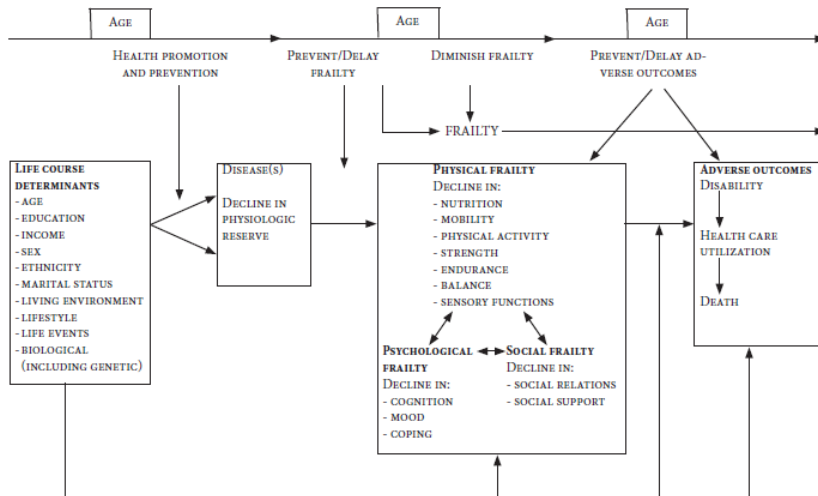 Age
Age
Age
Health promotion
and prevention
Prevent/Delay
frailty
Diminish frailty
Prevent/Delay ad-
verse outcomes
FRAILTY
Life course
determinants
- age
- education
- income
- sex
- ethnicity
- marital status
- living environment
- lifestyle
- life events
- biological
(including genetic)
Disease(s)
Decline in
physiologic
reserve
Physical frailty
Decline in:
- nutrition
- mobility
- physical activity
- strength
- endurance
- balance
- sensory functions
Psychological
frailty
Decline in:
- cognition
- mood
- coping
Social frailty
Decline in:
- social relations
- social support
Adverse outcomes
Disability
Health care
utilization
Death